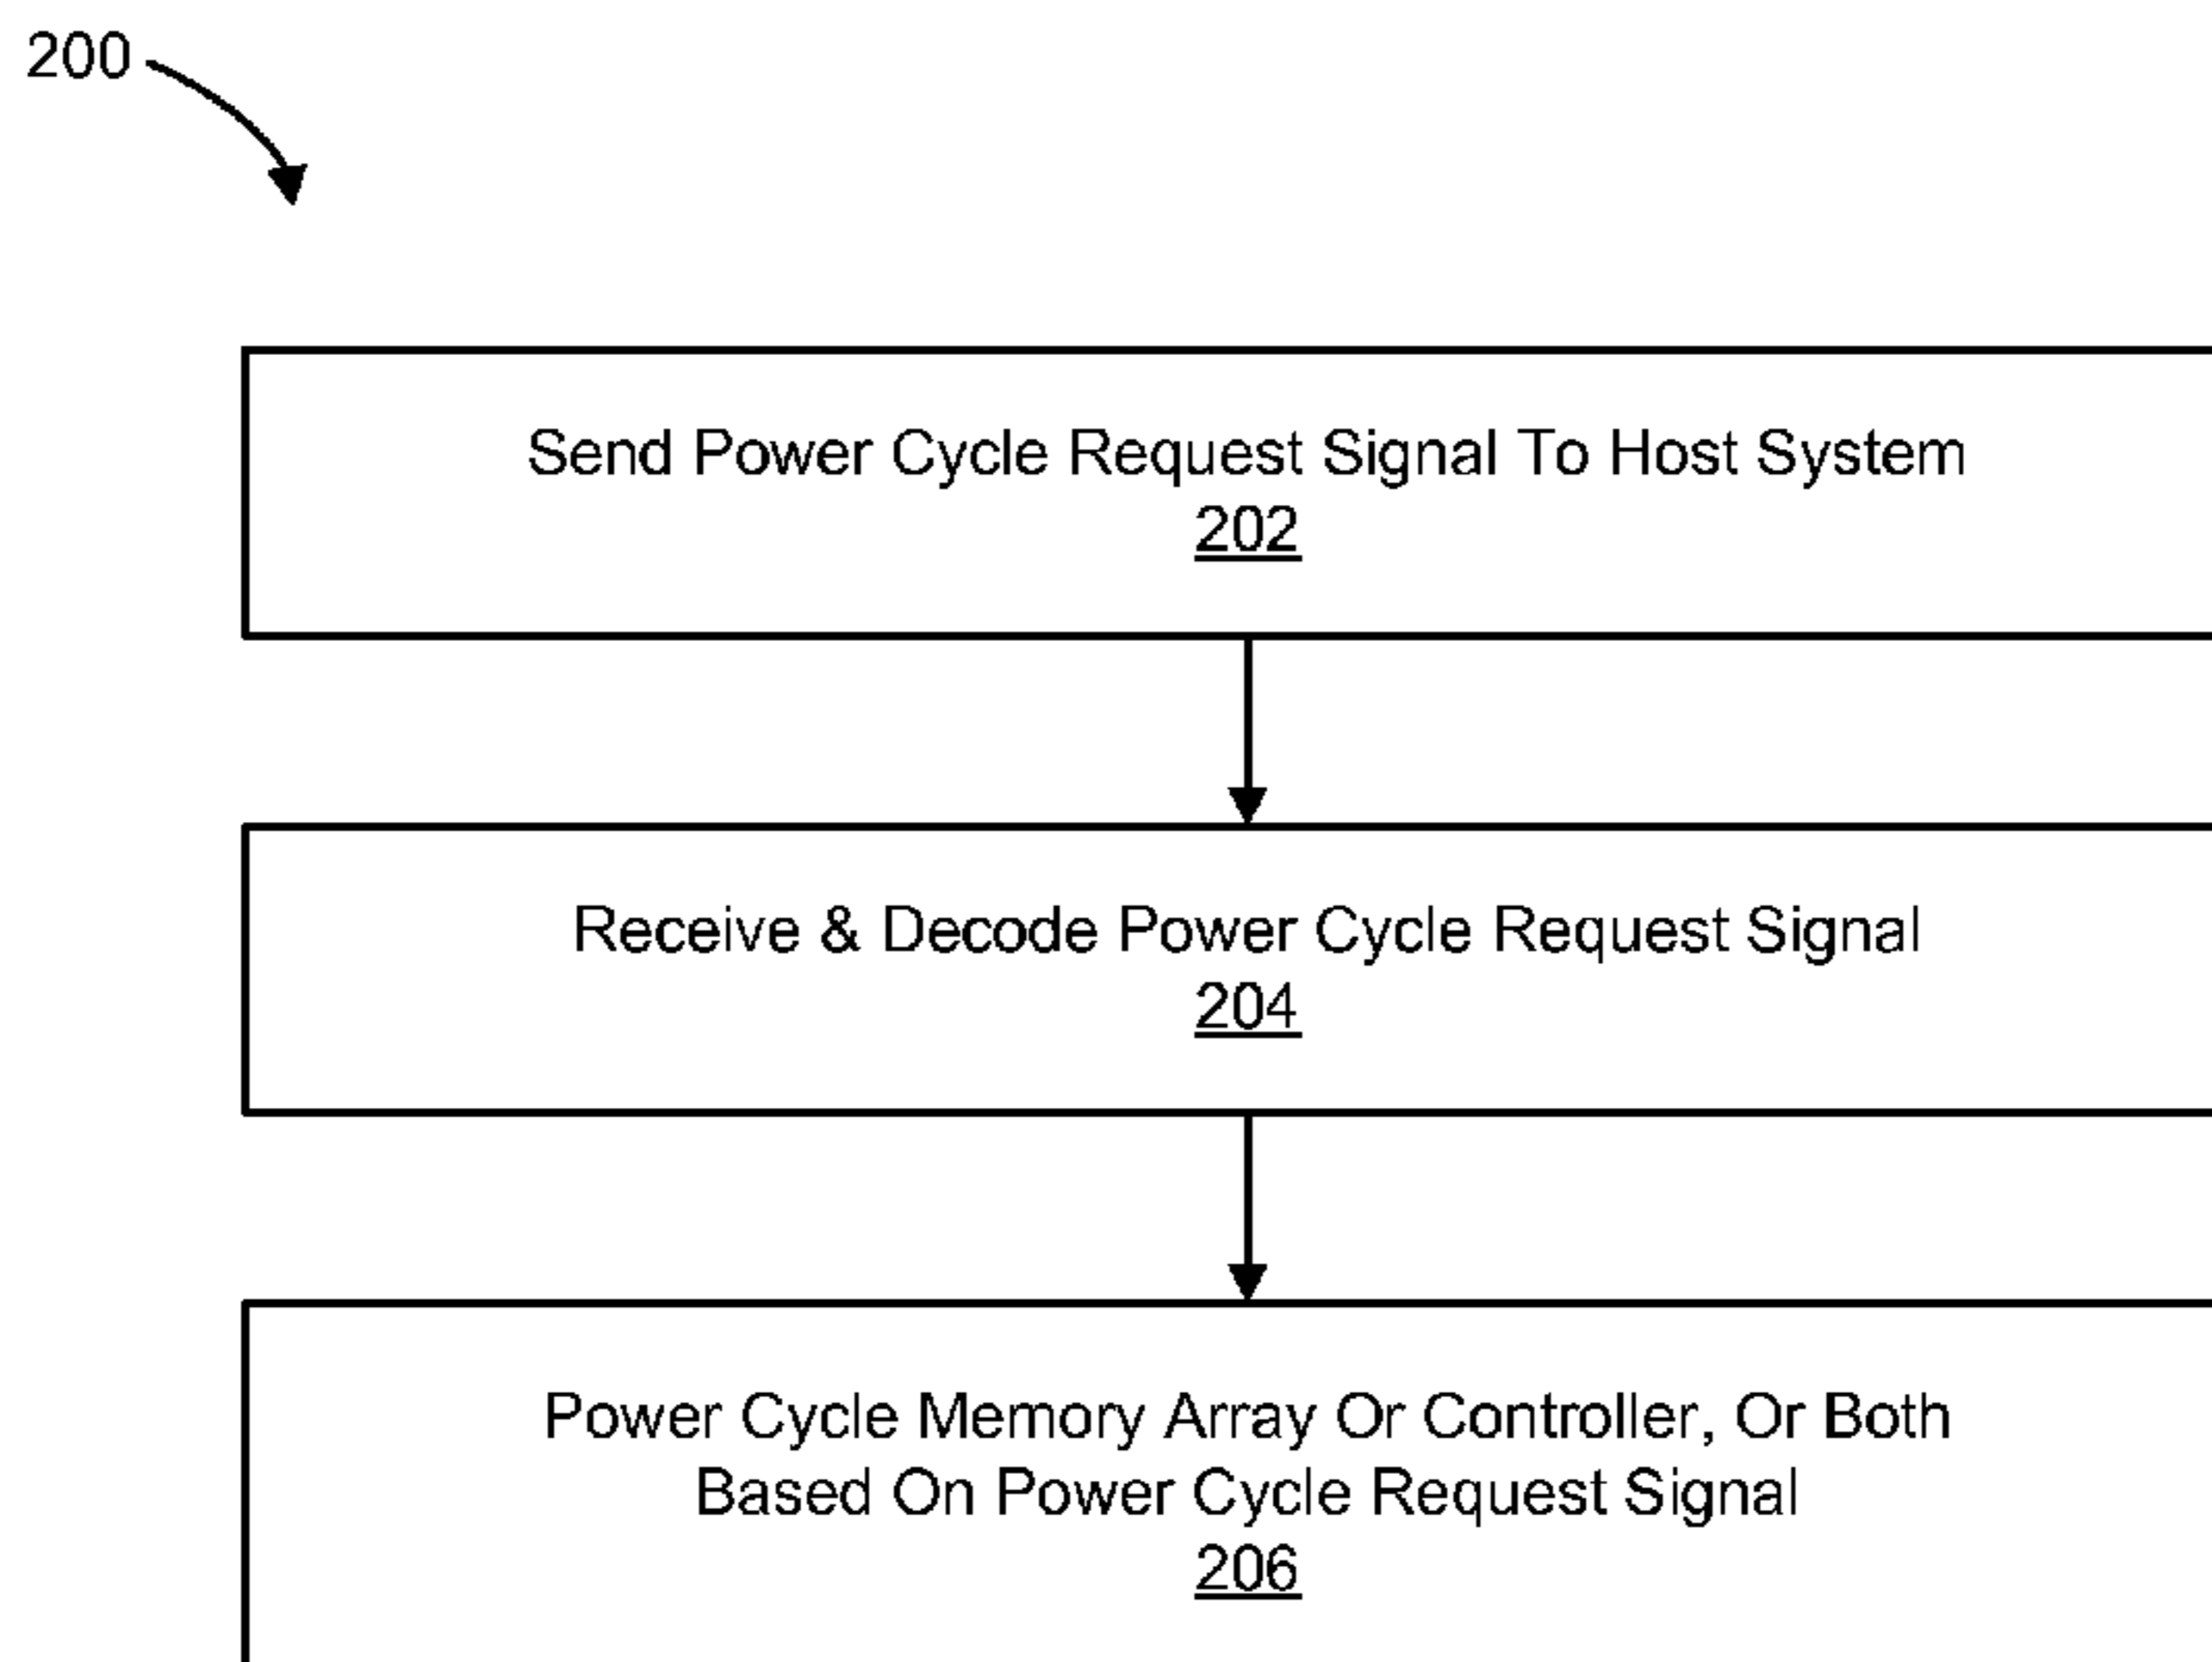 200
Send Power Cycle Request Signal To Host System
202
Receive & Decode Power Cycle Request Signal
204
Power Cycle Memory Array Or Controller, Or Both
Based On Power Cycle Request Signal
206